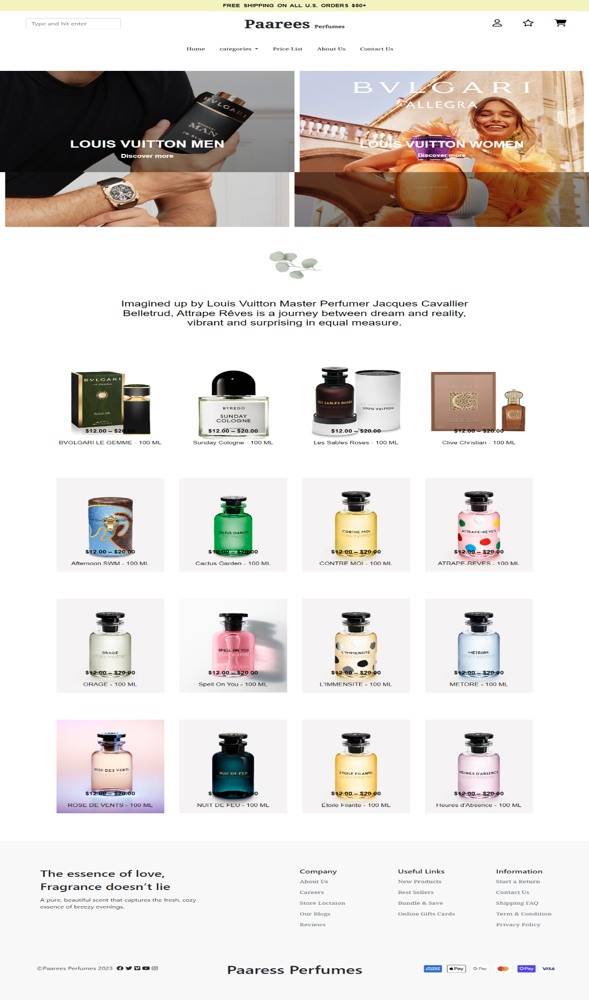 FREE SHIPPING ON ALL U.S. ORDERS $50+
Type and hit enter
Paarees Perfumes
Home categories Price-List About Us Contact Us
BVLGARI
BVLGARI
MAN
LOUIS VUITTON MEN
Discover more
BVLGARI
ALLEGRA
LOUIS VUITTON WOMEN
Discover more
ROCK'N'ROME
Imagined up by Louis Vuitton Master Perfumer Jacques Cavallier
Belletrud, Attrape Rêves is a journey between dream and reality,
vibrant and surprising in equal measure.
BVLGARI
LE GEMME
FALKAR
$12.00 – $20.00
BVGLGARI LE GEMME - 100 ML
BYREDO
SUNDAY
COLOGNE
$12.00 – $20.00
Sunday Cologne - 100 ML
LES SABLES ROSES
LOUIS VUITTON
LES SABLES ROSES
LOUIS VUITTON
$12.00 – $20.00
Les Sables Roses - 100 ML
$12.00 – $20.00
Clive Christian - 100 ML
$12.00 – $20.00
Afternoon SWM - 100 ML
CACTUS GARDEN
LOUIS VUITTON
$12.00 – $20.00
Cactus Garden - 100 ML
CONTRE MOI
LOUIS VUITTON
$12.00 – $20.00
CONTRE MOI - 100 ML
ATTRAPE-RÊVES
LOUIS VUITTON
$12.00 – $20.00
ATRAPE-REVES - 100 ML
ORAGE
LOUIS VUITTON
$12.00 – $20.00
ORAGE - 100 ML
SPELL ON YOU
LOUIS VUITTON
$12.00 – $20.00
Spell On You - 100 ML
L'IMMENSITÉ
LOUIS VUITTON
$12.00 – $20.00
L'IMMENSITE - 100 ML
MÉTÉORE
LOUIS VUITTON
$12.00 – $20.00
METORE - 100 ML
ROSE DES VENTS
$12.00 – $20.00
ROSE DE VENTS - 100 ML
NUIT DE FEU
LOUIS VUITTON
$12.00 – $20.00
NUIT DE FEU - 100 ML
ÉTOILE FILANTE
LOUIS VUITTON
$12.00 – $20.00
Étoile Filante - 100 ML
HEURES D'ABSENCE
LOUIS VUITTON
$12.00 – $20.00
Heures d'Absence - 100 ML
The essence of love,
Fragrance doesn't lie
A pure, beautiful scent that captures the fresh, cozy
essence of breezy evenings.
Company
About Us
Careers
Store Loctaion
Our Blogs
Reviews
Useful Links
New Products
Best Sellers
Bundle & Save
Online Gifts Cards
Information
Start a Return
Contact Us
Shipping FAQ
Term & Condition
Privacy Policy
©Paarees Perfumes 2023
Paaress Perfumes
AMEX Pay G Pay Pay VISA